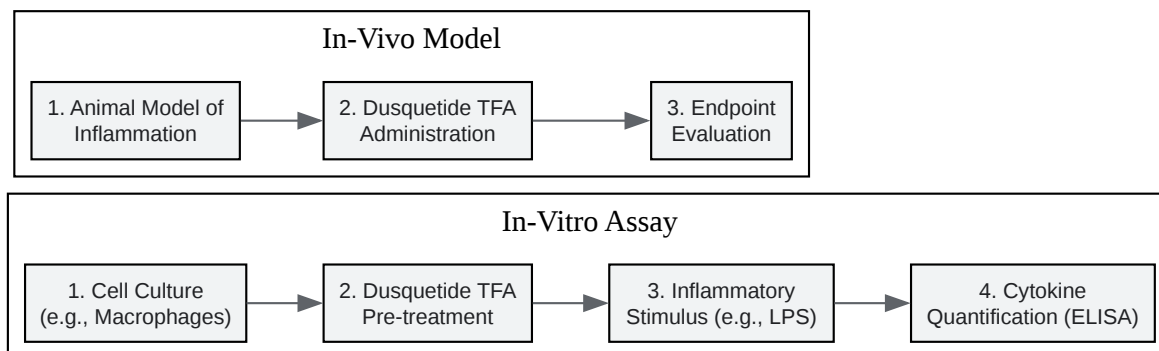 In-Vivo Model
1. Animal Model of
Inflammation
2. Dusquetide TFA
Administration
3. Endpoint
Evaluation
In-Vitro Assay
1. Cell Culture
(e.g., Macrophages)
2. Dusquetide TFA
Pre-treatment
3. Inflammatory
Stimulus (e.g., LPS)
4. Cytokine
Quantification (ELISA)